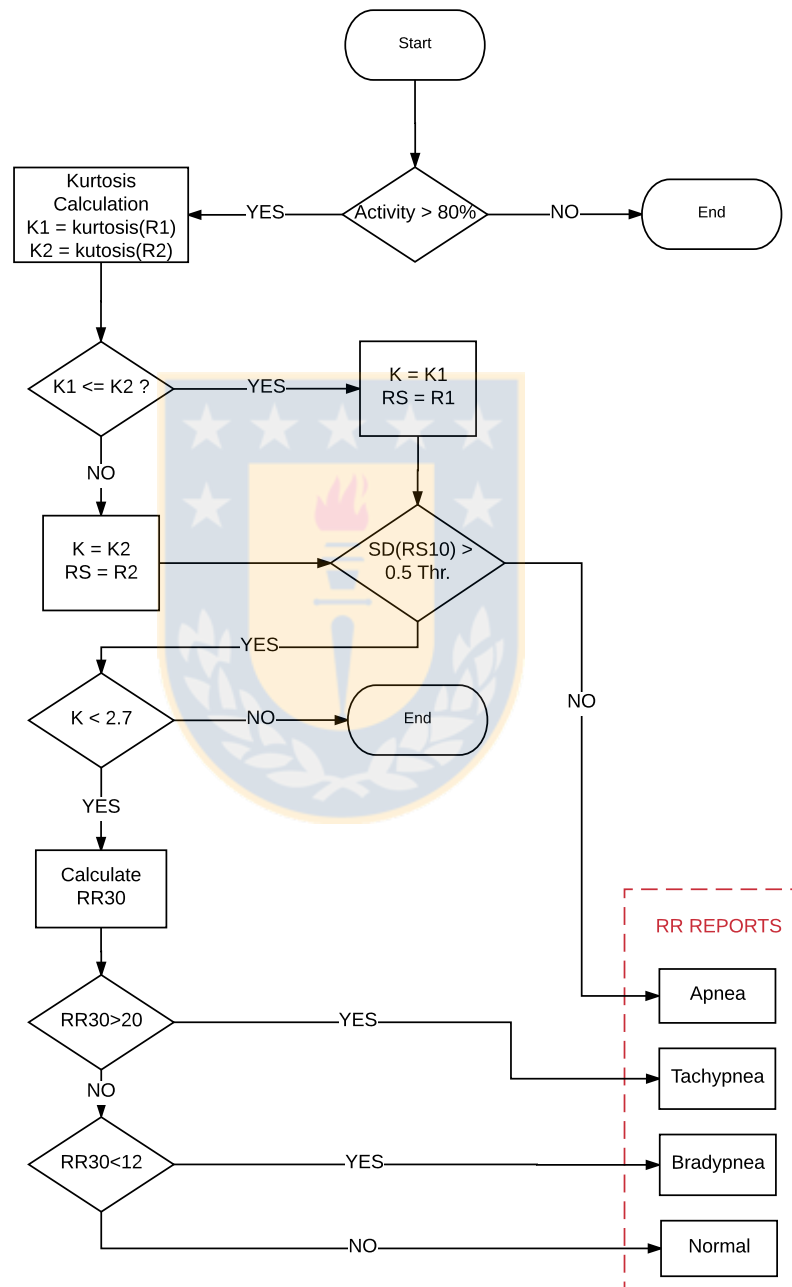 Start
Kurtosis
Calculation
K1 = kurtosis(R1)
K2 = kutosis(R2)
YES
Activity > 80%
NO
End
K1 <= K2 ?
YES
K = K1
RS = R1
NO
K = K2
RS = R2
SD(RS10) >
0.5 Thr.
YES
NO
K < 2.7
NO
End
YES
Calculate
RR30
RR REPORTS
Apnea
RR30>20
YES
Tachypnea
NO
RR30<12
YES
Bradypnea
NO
Normal